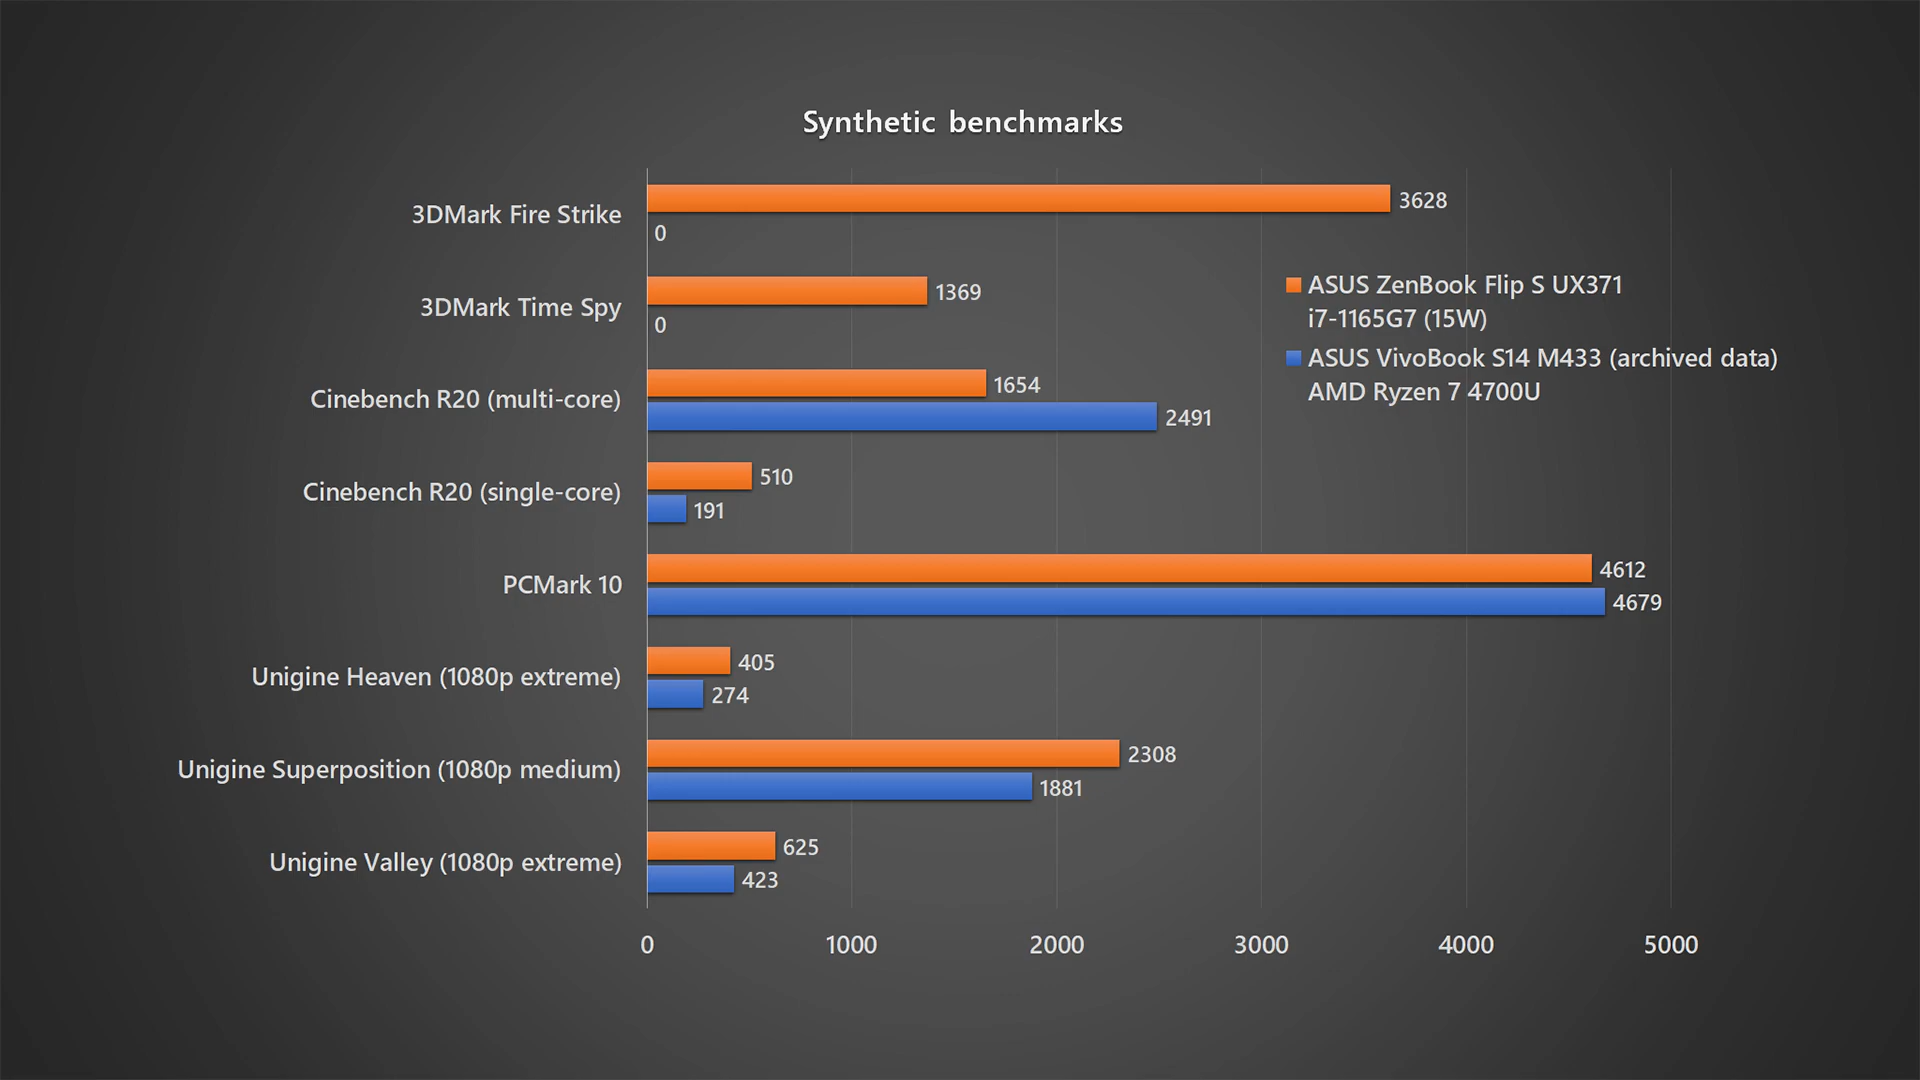 Synthetic benchmarks
3DMark Fire Strike
3628
0
3DMark Time Spy
1369
0
Cinebench R20 (multi-core)
1654
2491
Cinebench R20 (single-core)
510
191
PCMark 10
4612
4679
Unigine Heaven (1080p extreme)
405
274
Unigine Superposition (1080p medium)
2308
1881
Unigine Valley (1080p extreme)
625
423
0 1000 2000 3000 4000 5000
ASUS ZenBook Flip S UX371
i7-1165G7 (15W)
ASUS VivoBook S14 M433 (archived data)
AMD Ryzen 7 4700U